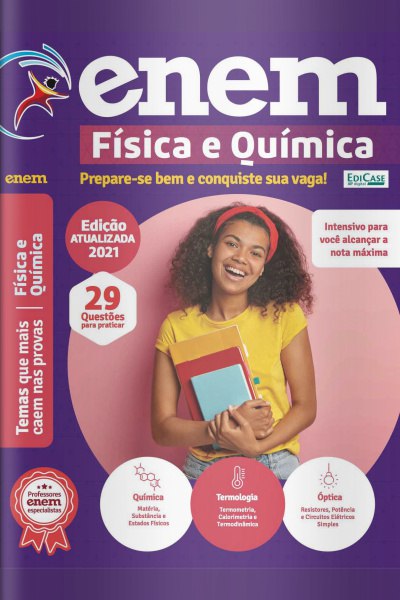 enem
Física e Química
Prepare-se bem e conquiste sua vaga!
EDICASE
digital
enem
Edição
ATUALIZADA
2021
Intensivo para
você alcançar a
nota máxima
29
Questões
para praticar
Temas que mais
caem nas provas
Física e
Química
Professores
enem
especialistas
Química
Matéria,
Substância e
Estados Físicos
Termologia
Termometria,
Calorimetria e
Termodinâmica
Óptica
Resistores, Potência
e Circuitos Elétricos
Simples